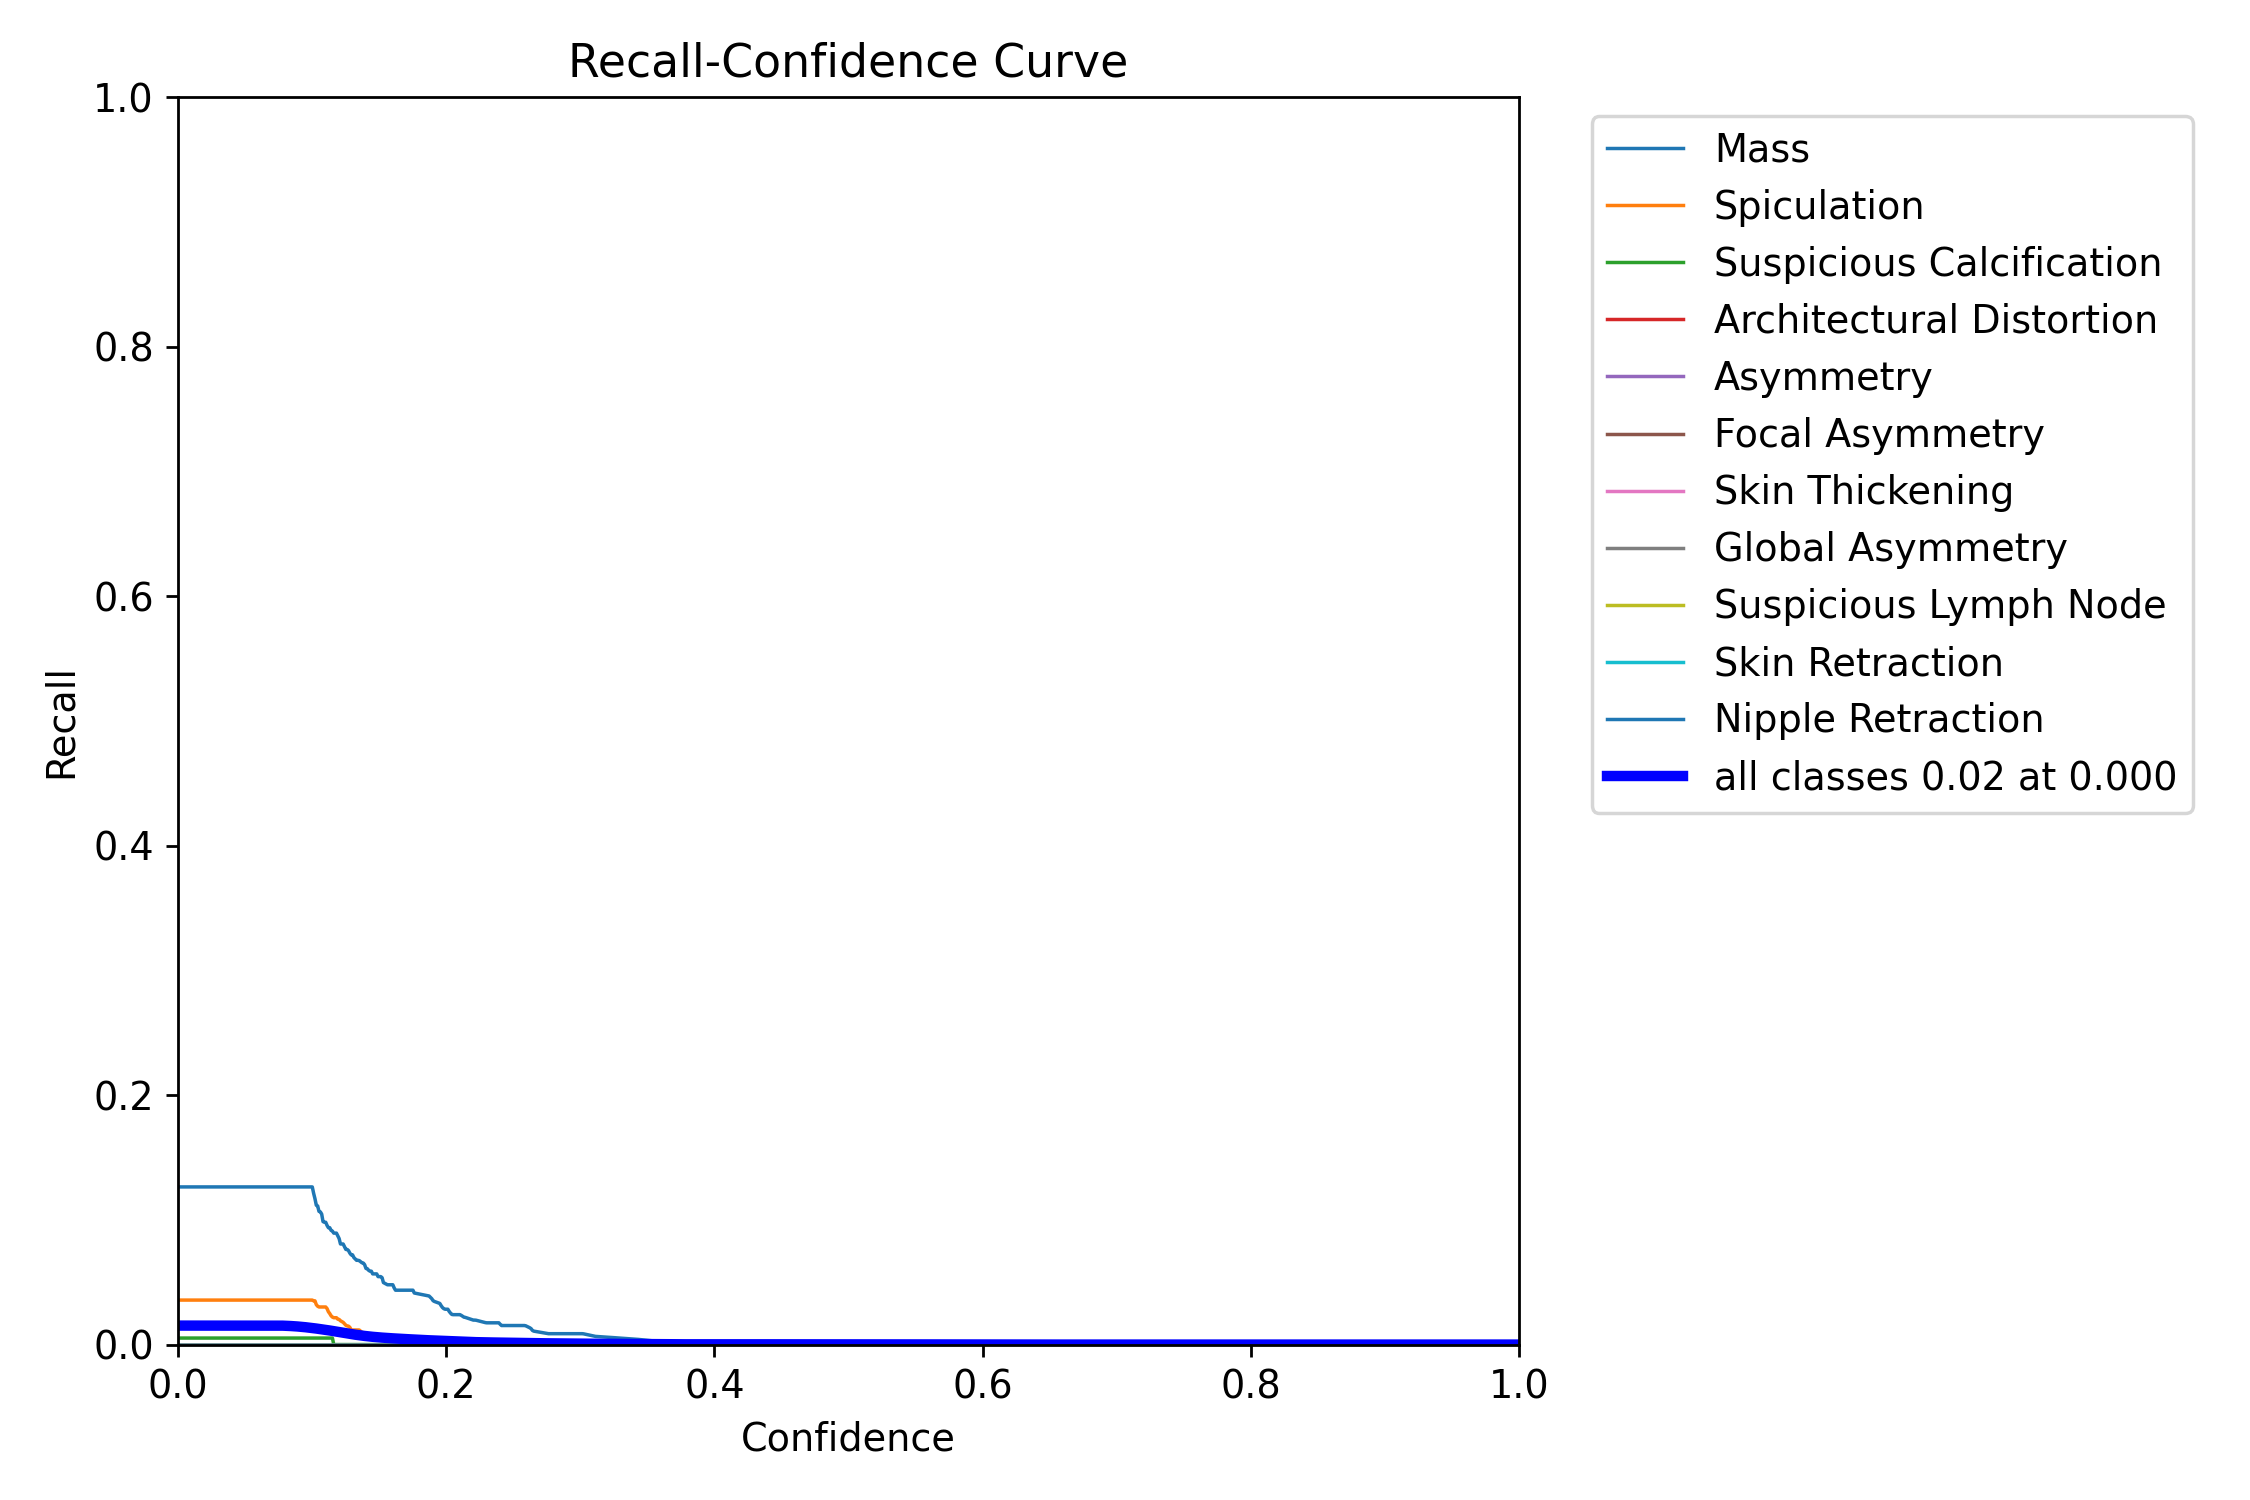 Recall-Confidence Curve
1.0
0.8
0.6
0.4
0.2
0.0
Recall
0.0 0.2 0.4 0.6 0.8 1.0
Confidence
Mass
Spiculation
Suspicious Calcification
Architectural Distortion
Asymmetry
Focal Asymmetry
Skin Thickening
Global Asymmetry
Suspicious Lymph Node
Skin Retraction
Nipple Retraction
all classes 0.02 at 0.000